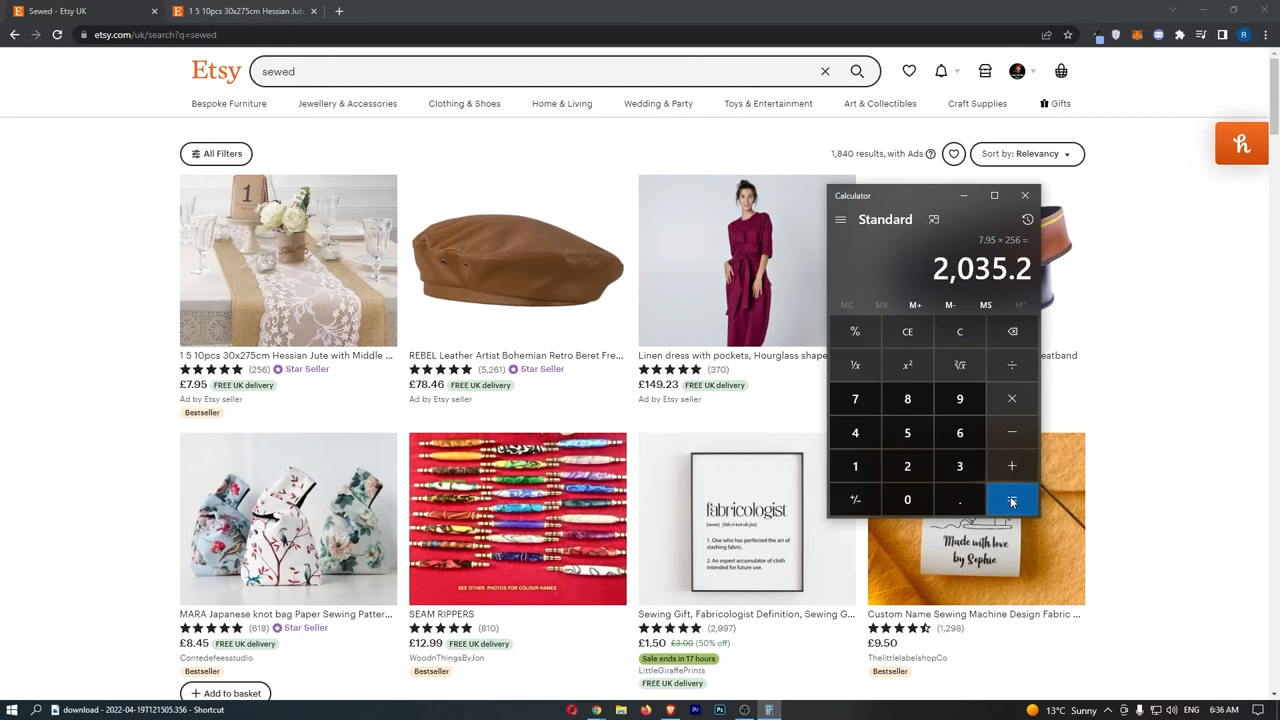 Sewed - Etsy UK
1 5 10pcs 30x275cm Hessian Jute
etsy.com/uk/search?q=sewed
R
Etsy
sewed
Bespoke Furniture
Jewellery & Accessories
Clothing & Shoes
Home & Living
Wedding & Party
Toys & Entertainment
Art & Collectibles
Craft Supplies
Gifts
All Filters
1,840 results, with Ads
Sort by: Relevancy
1
1 5 10pcs 30x275cm Hessian Jute with Middle ...
(256) Star Seller
£7.95 FREE UK delivery
Ad by Etsy seller
Bestseller
REBEL Leather Artist Bohemian Retro Beret Fre...
(5,261) Star Seller
£78.46 FREE UK delivery
Ad by Etsy seller
Linen dress with pockets, Hourglass shape
(370)
£149.23 FREE UK delivery
Ad by Etsy seller
Calculator
Standard
7.95 × 256 =
2,035.2
MC MR M+ M- MS M˅
% CE C
¹/x x² ²√x ÷
7 8 9 ×
4 5 6 −
1 2 3 +
+/− 0 . =
MARA Japanese knot bag Paper Sewing Patter...
(618) Star Seller
£8.45 FREE UK delivery
Contedefeesstudio
Bestseller
Add to basket
SEE OTHER PHOTOS FOR COLOUR NAMES
SEAM RIPPERS
(810)
£12.99 FREE UK delivery
WoodnThingsByJon
Bestseller
fabricologist
[noun] (fab·ri·kol·uh·jist)
1. One who has perfected the art of
stashing fabric.
2. An expert accumulator of cloth
intended for future use.
Sewing Gift, Fabricologist Definition, Sewing G...
(2,997)
£1.50 £3.00 (50% off)
Sale ends in 17 hours
LittleGiraffePrints
FREE UK delivery
Made with love
by Sophie
Custom Name Sewing Machine Design Fabric ...
(1,298)
£9.50
ThelittlelabelshopCo
Bestseller
download - 2022-04-19T121505.356 - Shortcut
13°C Sunny
ENG
6:36 AM